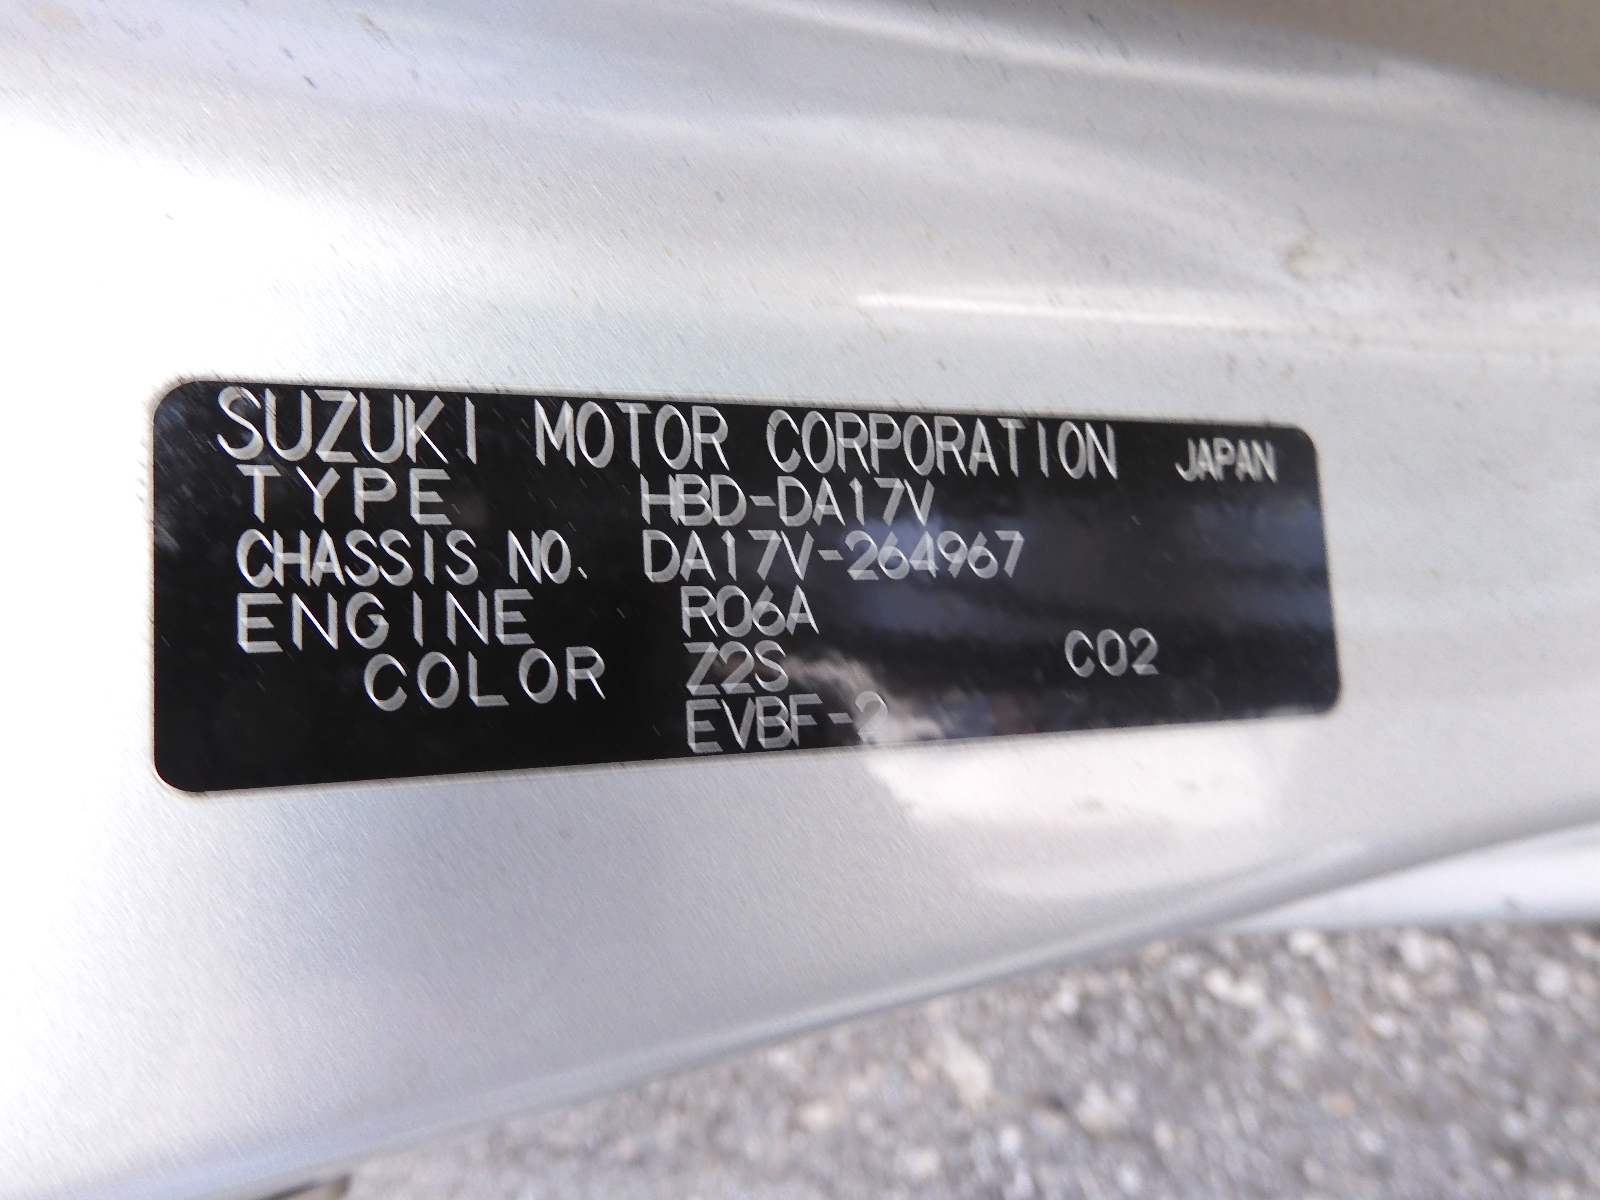 SUZUKI MOTOR CORPORATION JAPAN
TYPE HBD-DA17V
CHASSIS NO. DA17V-264967
ENGINE R06A
COLOR Z2S C02
EVBF-2